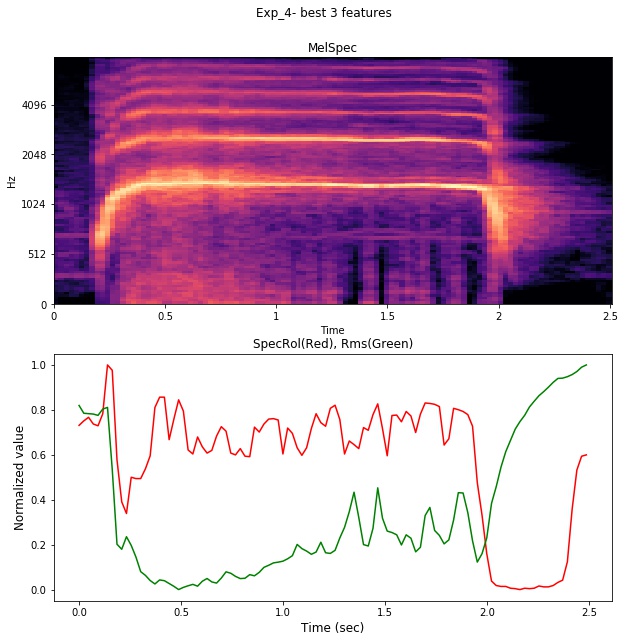 Exp_4- best 3 features
MelSpec
4096
2048
1024
512
0
Hz
0 0.5 1 1.5 2 2.5
Time
SpecRol(Red), Rms(Green)
1.0
0.8
0.6
0.4
0.2
0.0
Normalized value
0.0 0.5 1.0 1.5 2.0 2.5
Time (sec)